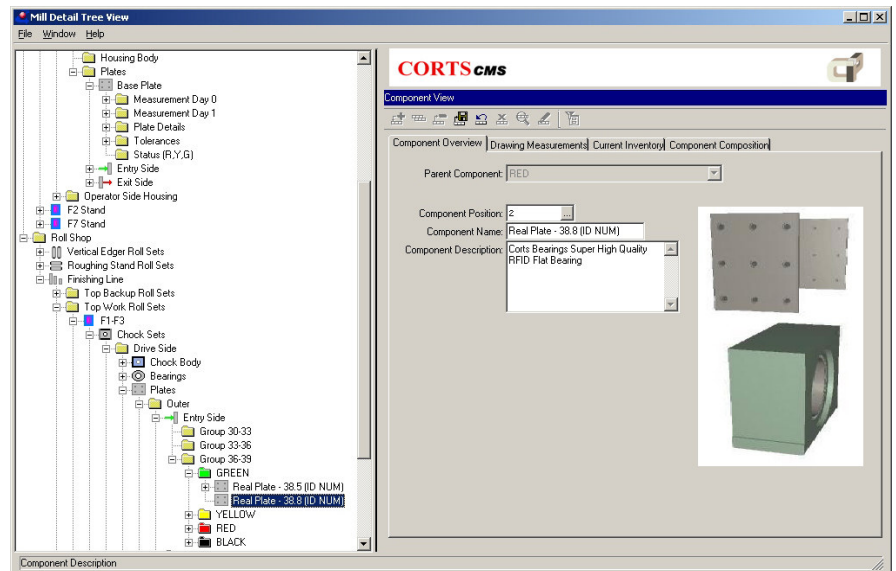 Mill Detail Tree View
File Window Help
Housing Body
Plates
Base Plate
Measurement Day 0
Measurement Day 1
Plate Details
Tolerances
Status (R,Y,G)
Entry Side
Exit Side
Operator Side Housing
F2 Stand
F7 Stand
Roll Shop
Vertical Edger Roll Sets
Roughing Stand Roll Sets
Finishing Line
Top Backup Roll Sets
Top Work Roll Sets
F1-F3
Chock Sets
Drive Side
Chock Body
Bearings
Plates
Outer
Entry Side
Group 30-33
Group 33-36
Group 36-39
GREEN
Real Plate - 38.5 (ID NUM)
Real Plate - 38.8 (ID NUM)
YELLOW
RED
BLACK
CORTS CMS
Component View
Component Overview Drawing Measurements Current Inventory Component Composition
Parent Component: RED
Component Position: 2 ...
Component Name: Real Plate - 38.8 (ID NUM)
Component Description: Corts Bearings Super High Quality
RFID Flat Bearing
Component Description